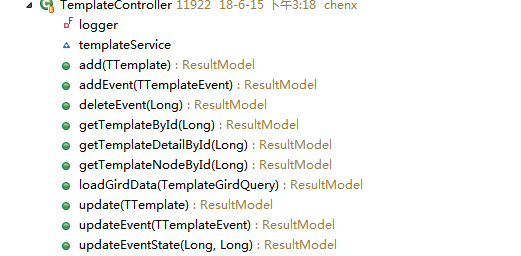 TemplateController 11922 18-6-15 下午3:18 chenx
logger
templateService
add(TTemplate) : ResultModel
addEvent(TTemplateEvent) : ResultModel
deleteEvent(Long) : ResultModel
getTemplateById(Long) : ResultModel
getTemplateDetailById(Long) : ResultModel
getTemplateNodeById(Long) : ResultModel
loadGirdData(TemplateGirdQuery) : ResultModel
update(TTemplate) : ResultModel
updateEvent(TTemplateEvent) : ResultModel
updateEventState(Long, Long) : ResultModel